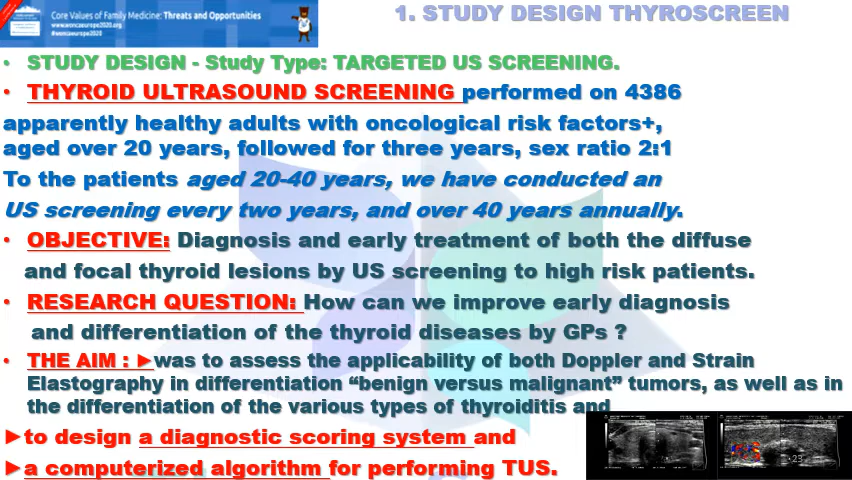 Core Values of Family Medicine: Threats and Opportunities
www.woncaeurope2020.org
#woncaeurope2020
1. STUDY DESIGN THYROSCREEN
• STUDY DESIGN - Study Type: TARGETED US SCREENING.
• THYROID ULTRASOUND SCREENING performed on 4386
apparently healthy adults with oncological risk factors+,
aged over 20 years, followed for three years, sex ratio 2:1
To the patients aged 20-40 years, we have conducted an
US screening every two years, and over 40 years annually.
• OBJECTIVE: Diagnosis and early treatment of both the diffuse
and focal thyroid lesions by US screening to high risk patients.
• RESEARCH QUESTION: How can we improve early diagnosis
and differentiation of the thyroid diseases by GPs ?
• THE AIM : ►was to assess the applicability of both Doppler and Strain
Elastography in differentiation “benign versus malignant” tumors, as well as in
the differentiation of the various types of thyroiditis and
►to design a diagnostic scoring system and
►a computerized algorithm for performing TUS.